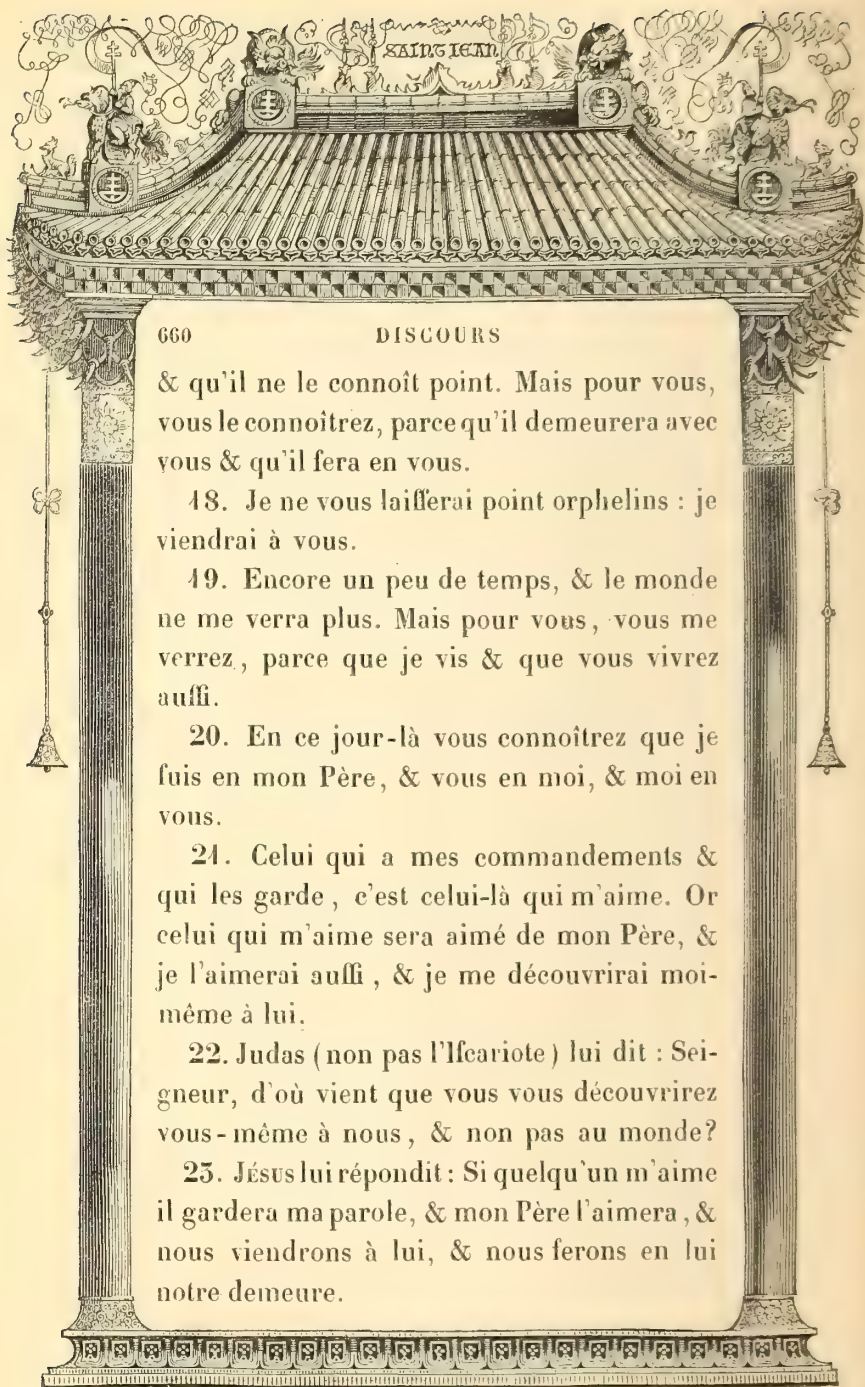 SAINT IEAN
660 DISCOURS
& qu'il ne le connoît point. Mais pour vous,
vous le connoîtrez, parce qu'il demeurera avec
vous & qu'il ſera en vous.
18. Je ne vous laiſſerai point orphelins : je
viendrai à vous.
19. Encore un peu de temps, & le monde
ne me verra plus. Mais pour vous, vous me
verrez, parce que je vis & que vous vivrez
auſſi.
20. En ce jour-là vous connoîtrez que je
ſuis en mon Père, & vous en moi, & moi en
vous.
21. Celui qui a mes commandements &
qui les garde, c'est celui-là qui m'aime. Or
celui qui m'aime sera aimé de mon Père, &
je l'aimerai auſſi, & je me découvrirai moi-
même à lui.
22. Judas (non pas l'Iſcariote) lui dit : Sei-
gneur, d'où vient que vous vous découvrirez
vous-même à nous, & non pas au monde?
23. JÉSUS lui répondit : Si quelqu'un m'aime
il gardera ma parole, & mon Père l'aimera, &
nous viendrons à lui, & nous ferons en lui
notre demeure.